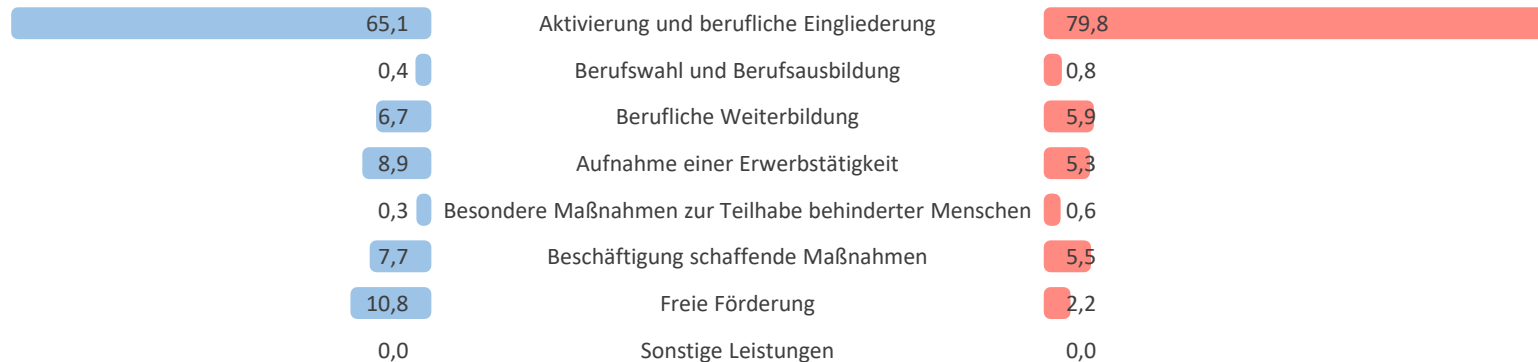 65,1 Aktivierung und berufliche Eingliederung 79,8
0,4 Berufswahl und Berufsausbildung 0,8
6,7 Berufliche Weiterbildung 5,9
8,9 Aufnahme einer Erwerbstätigkeit 5,3
0,3 Besondere Maßnahmen zur Teilhabe behinderter Menschen 0,6
7,7 Beschäftigung schaffende Maßnahmen 5,5
10,8 Freie Förderung 2,2
0,0 Sonstige Leistungen 0,0